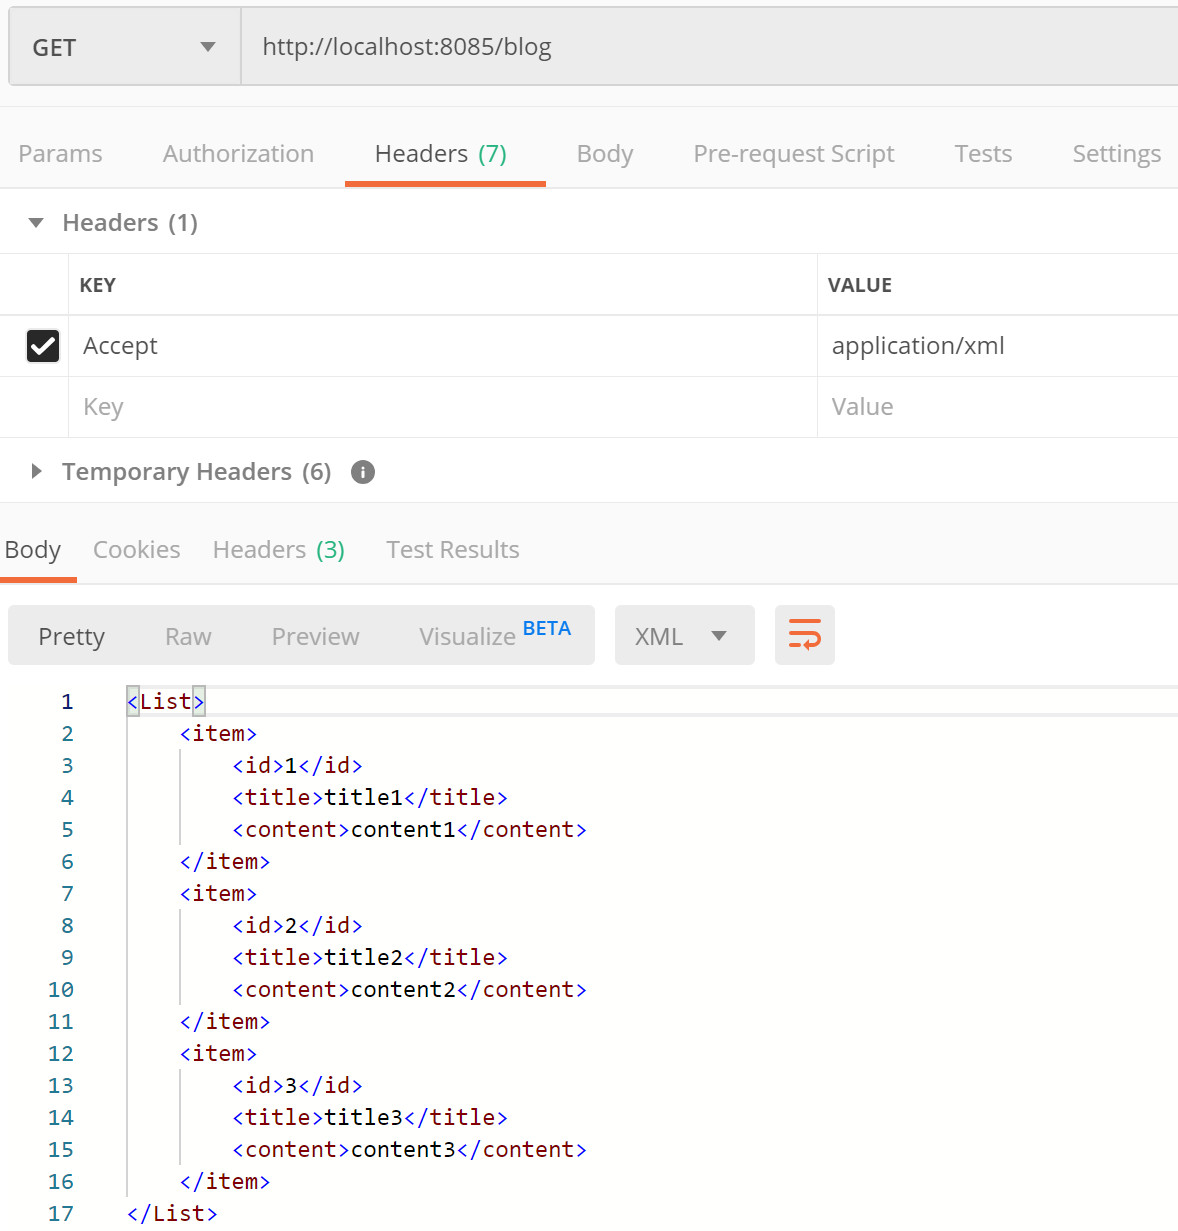 GET http://localhost:8085/blog
Params Authorization Headers (7) Body Pre-request Script Tests Settings
Headers (1)
KEY VALUE
Accept application/xml
Key Value
Temporary Headers (6) i
Body Cookies Headers (3) Test Results
Pretty Raw Preview Visualize BETA XML
1 <List>
2 <item>
3 <id>1</id>
4 <title>title1</title>
5 <content>content1</content>
6 </item>
7 <item>
8 <id>2</id>
9 <title>title2</title>
10 <content>content2</content>
11 </item>
12 <item>
13 <id>3</id>
14 <title>title3</title>
15 <content>content3</content>
16 </item>
17 </List>